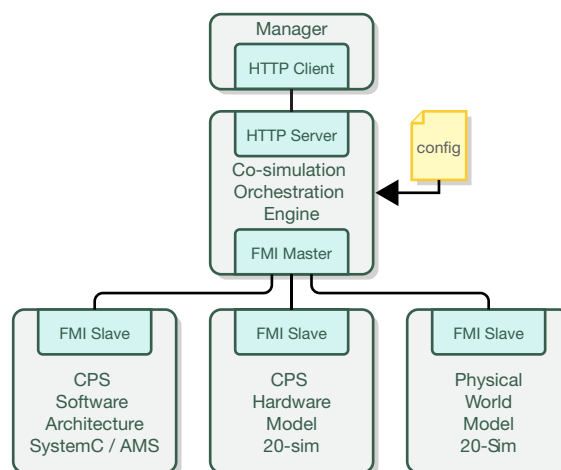 Manager
HTTP Client
HTTP Server
config
Co-simulation
Orchestration
Engine
FMI Master
FMI Slave
CPS
Software
Architecture
SystemC / AMS
FMI Slave
CPS
Hardware
Model
20-sim
FMI Slave
Physical
World
Model
20-Sim